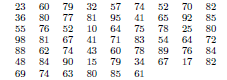 23 60 79 32 57 74 52 70 82
36 80 77 81 95 41 65 92 85
55 76 52 10 64 75 78 25 80
98 81 67 41 71 83 54 64 72
88 62 74 43 60 78 89 76 84
48 84 90 15 79 34 67 17 82
69 74 63 80 85 61